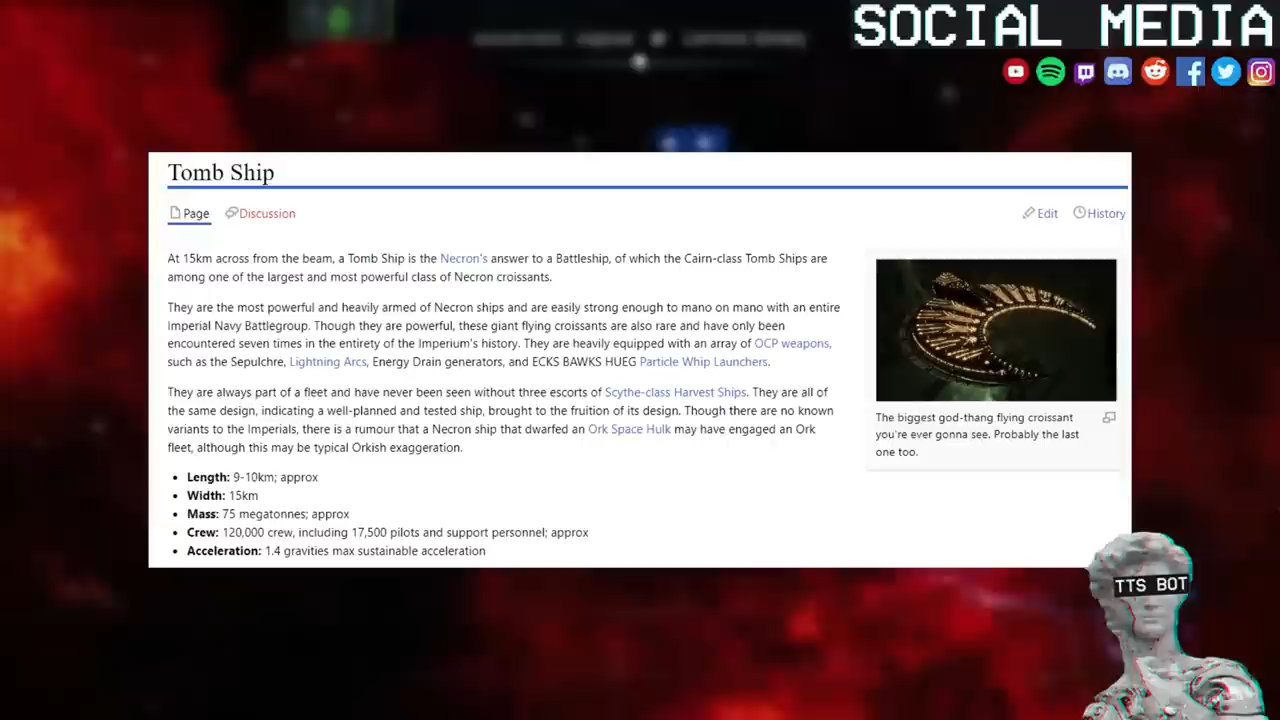 SOCIAL MEDIA
Tomb Ship
Page
Discussion
Edit
History
At 15km across from the beam, a Tomb Ship is the Necron's answer to a Battleship, of which the Cairn-class Tomb Ships are
among one of the largest and most powerful class of Necron croissants.
They are the most powerful and heavily armed of Necron ships and are easily strong enough to mano on mano with an entire
Imperial Navy Battlegroup. Though they are powerful, these giant flying croissants are also rare and have only been
encountered seven times in the entirety of the Imperium's history. They are heavily equipped with an array of OCP weapons,
such as the Sepulchre, Lightning Arcs, Energy Drain generators, and ECKS BAWKS HUEG Particle Whip Launchers.
They are always part of a fleet and have never been seen without three escorts of Scythe-class Harvest Ships. They are all of
the same design, indicating a well-planned and tested ship, brought to the fruition of its design. Though there are no known
variants to the Imperials, there is a rumour that a Necron ship that dwarfed an Ork Space Hulk may have engaged an Ork
fleet, although this may be typical Orkish exaggeration.
The biggest god-thang flying croissant
you're ever gonna see. Probably the last
one too.
• Length: 9-10km; approx
• Width: 15km
• Mass: 75 megatonnes; approx
• Crew: 120,000 crew, including 17,500 pilots and support personnel; approx
• Acceleration: 1.4 gravities max sustainable acceleration
TTS BOT